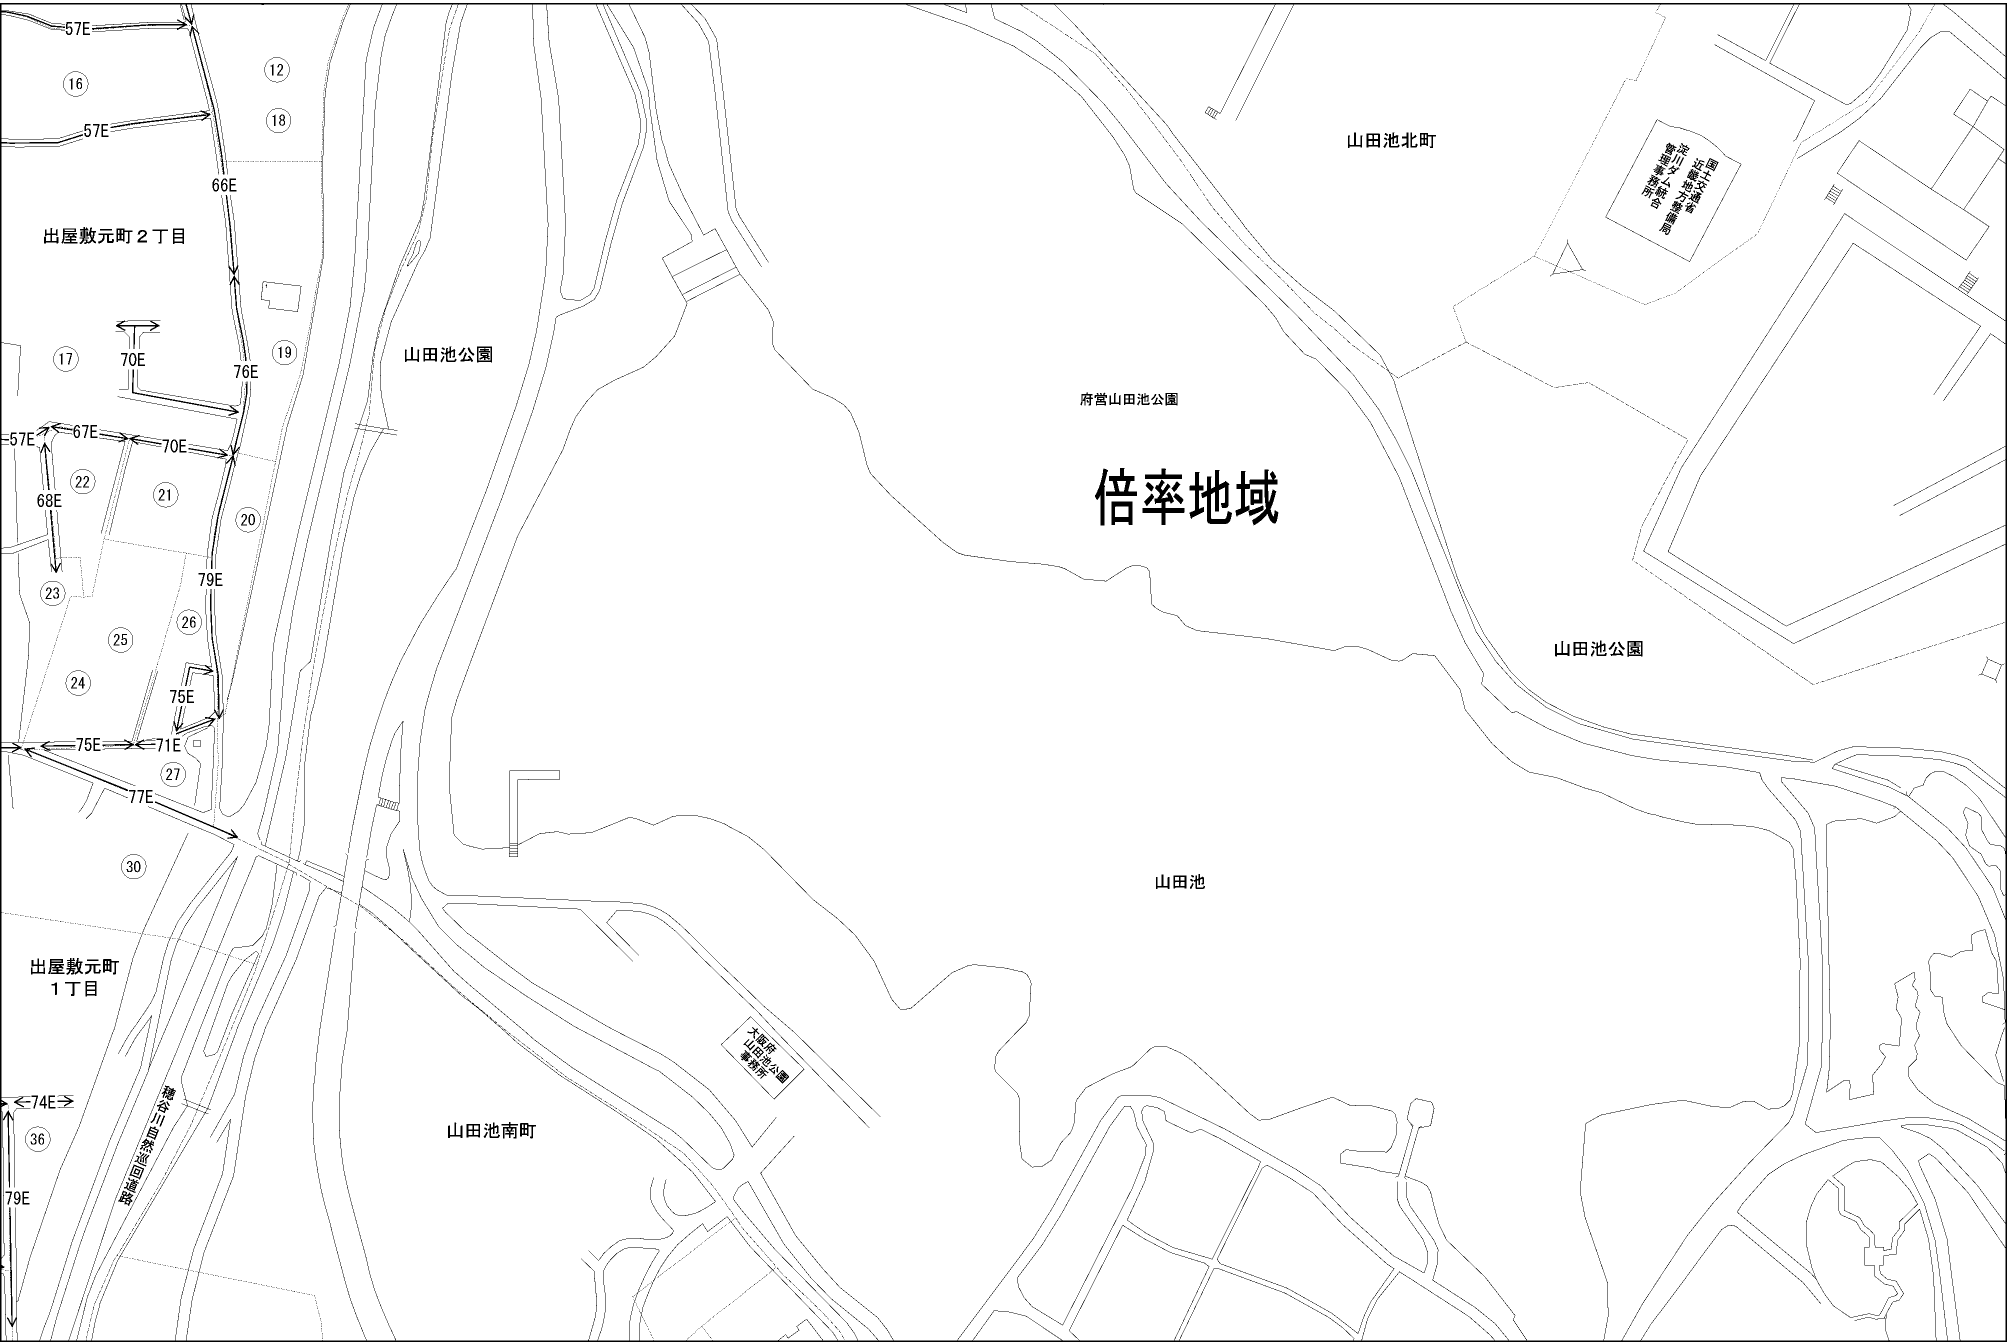 57E
16
12
57E
18
山田池北町
国土交通省
近畿地方整備局
淀川ダム統合
管理事務所
66E
出屋敷元町２丁目
70E
17
19
76E
山田池公園
府営山田池公園
倍率地域
57E
67E
70E
22
21
68E
20
79E
23
26
25
山田池公園
24
75E
75E
71E
27
77E
30
山田池
出屋敷元町
１丁目
大阪府
山田池公園
事務所
74E
36
穂谷川自然巡回道路
山田池南町
79E